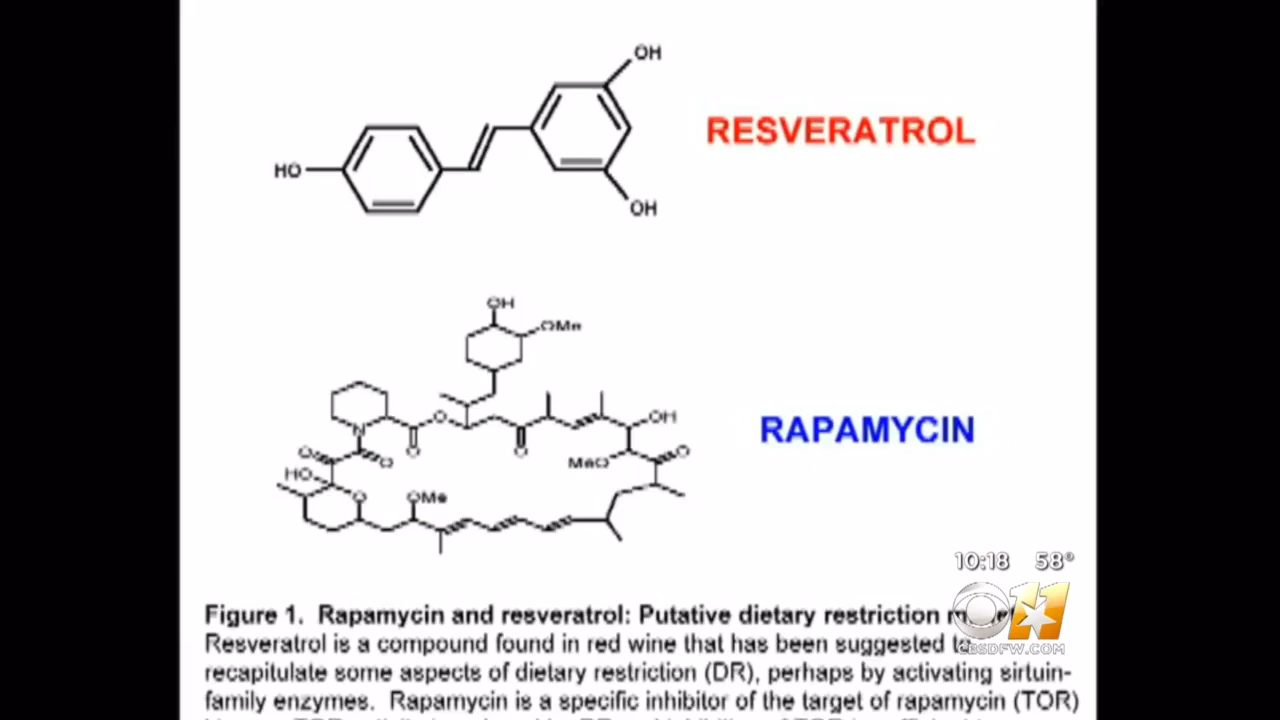 OH
RESVERATROL
HO
OH
OH
OMe
OH
O
RAPAMYCIN
N
O
O
O
O
O
MeO
HO
O
OMe
10:18 58°
Figure 1. Rapamycin and resveratrol: Putative dietary restriction
11
Resveratrol is a compound found in red wine that has been suggested to
CBSDFW.COM
recapitulate some aspects of dietary restriction (DR), perhaps by activating sirtuin-
family enzymes. Rapamycin is a specific inhibitor of the target of rapamycin (TOR)